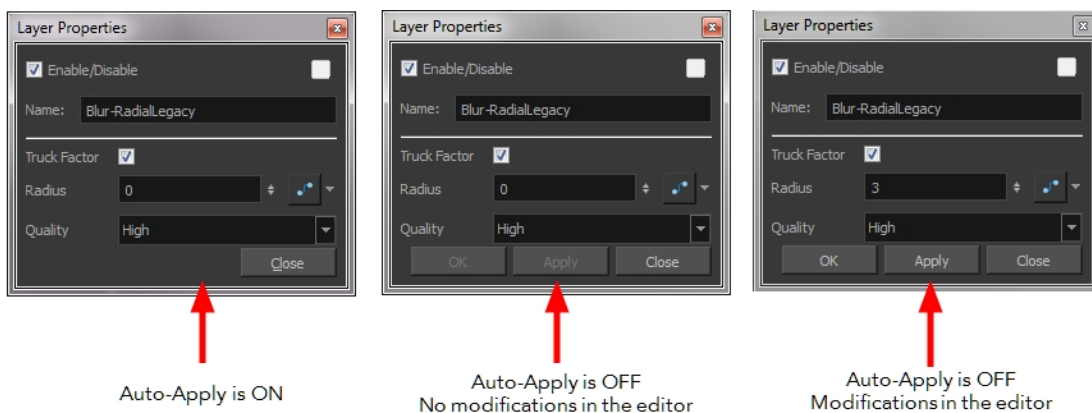 Layer Properties
Enable/Disable
Name: Blur-RadialLegacy
Truck Factor
Radius 0
Quality High
Close
Auto-Apply is ON
Layer Properties
Enable/Disable
Name: Blur-RadialLegacy
Truck Factor
Radius 0
Quality High
OK Apply Close
Auto-Apply is OFF
No modifications in the editor
Layer Properties
Enable/Disable
Name: Blur-RadialLegacy
Truck Factor
Radius 3
Quality High
OK Apply Close
Auto-Apply is OFF
Modifications in the editor